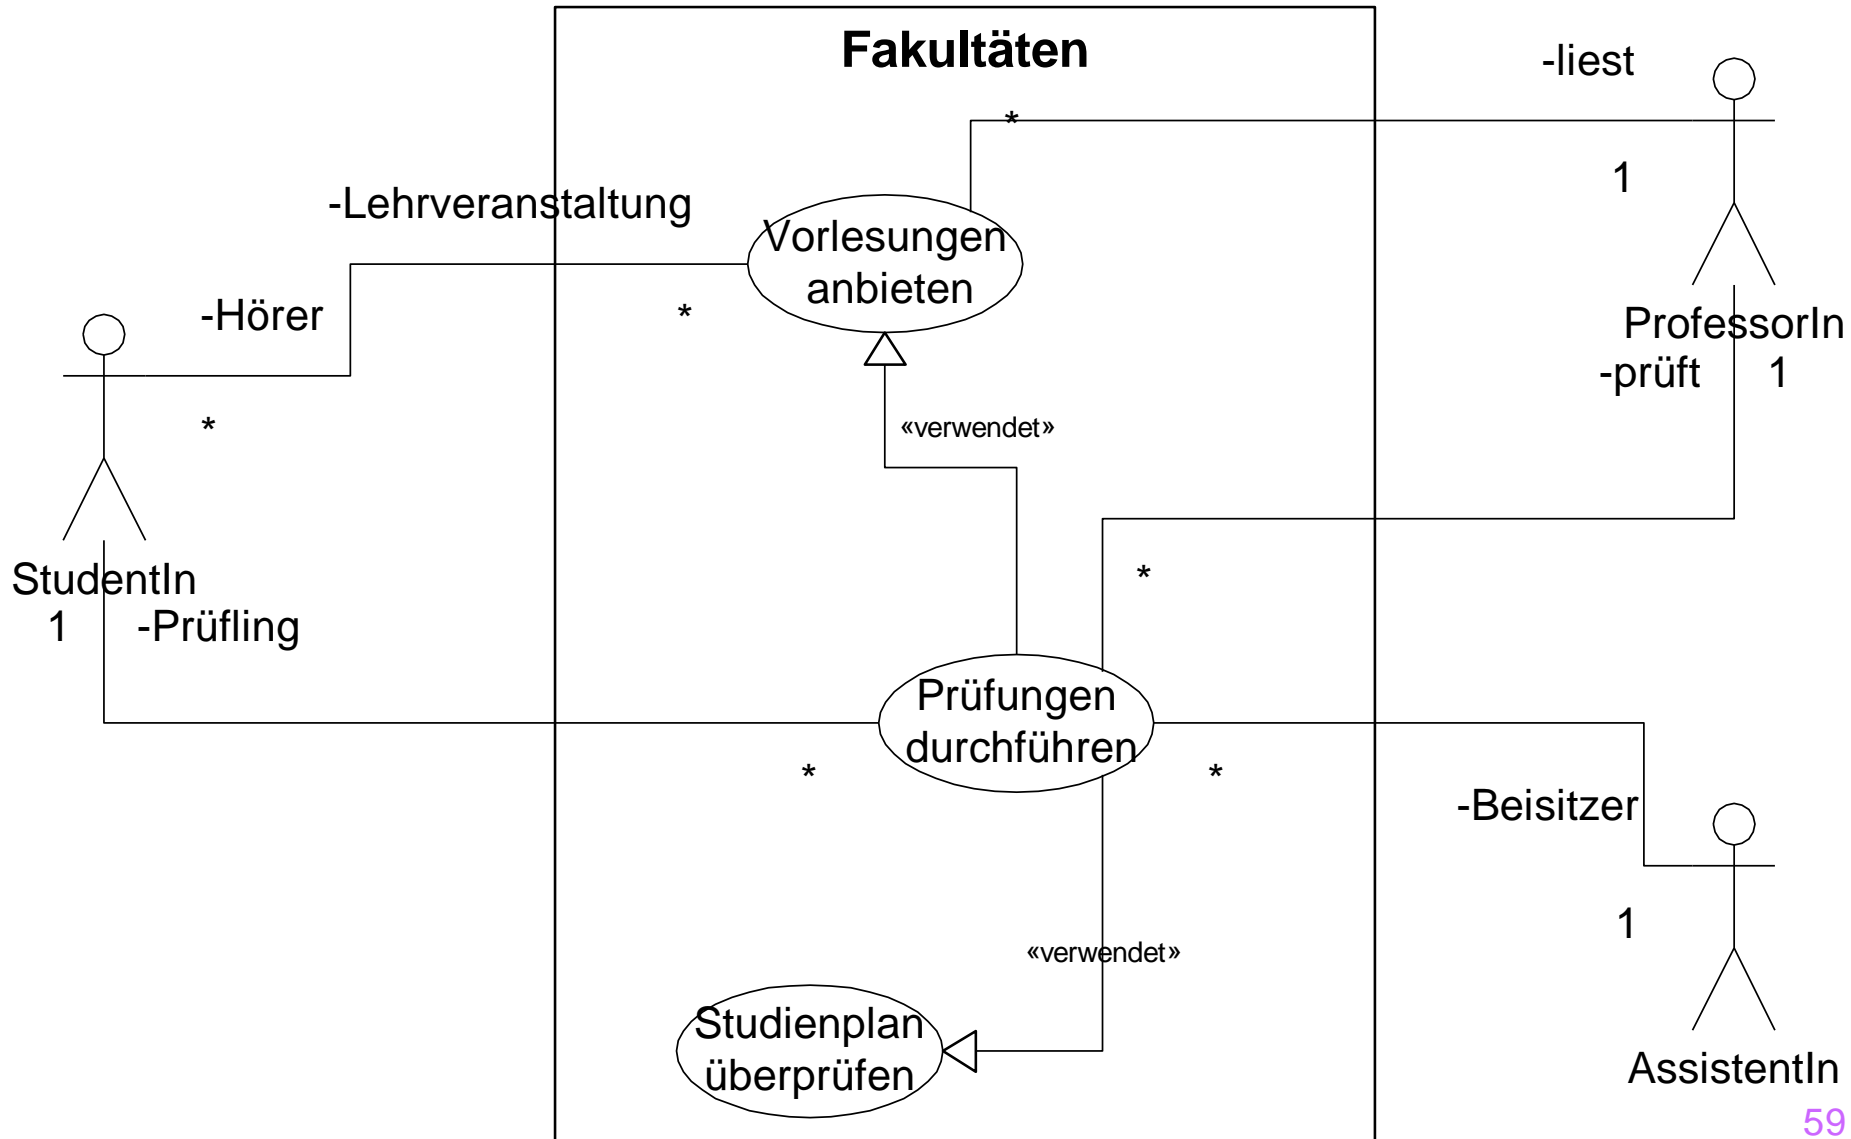 Fakultäten
-liest
*
1
-Lehrveranstaltung
Vorlesungen
anbieten
-Hörer
*
ProfessorIn
-prüft
1
*
«verwendet»
*
StudentIn
1
-Prüfling
Prüfungen
durchführen
*
*
-Beisitzer
1
«verwendet»
Studienplan
überprüfen
AssistentIn
59